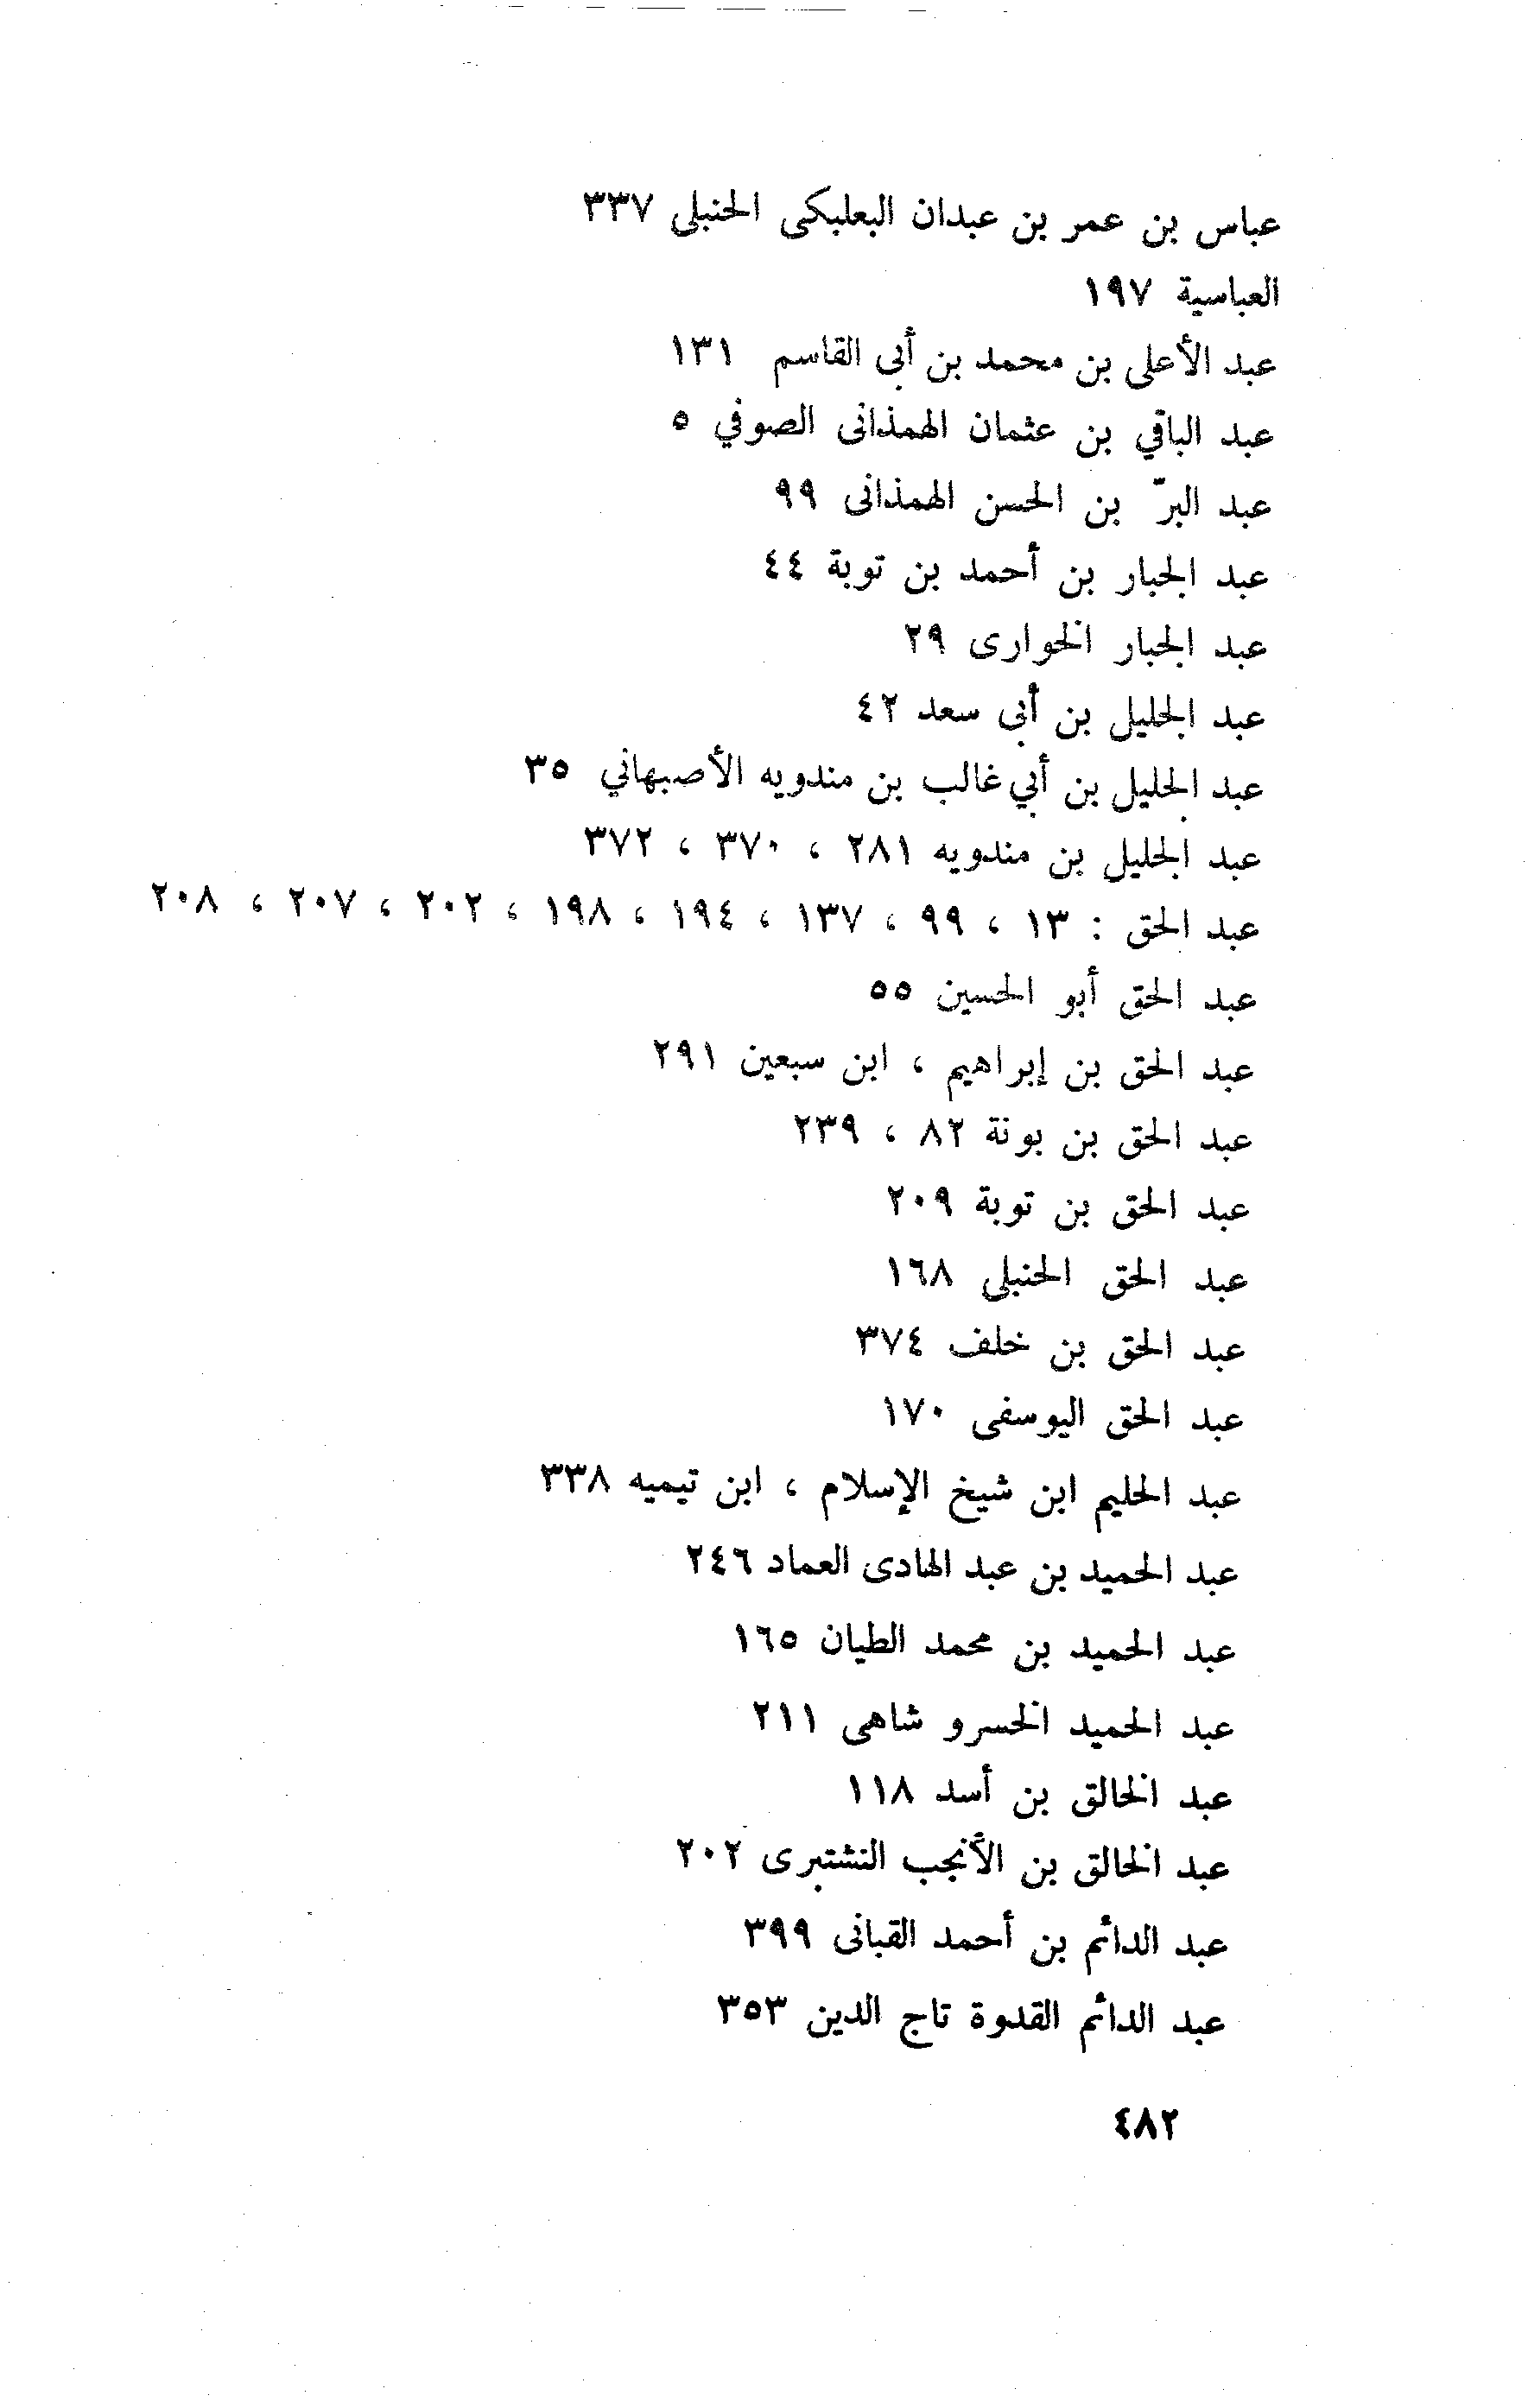 عباس بن عمر بن عبدان البعلبكى الحنبلى ٣٣٧
العباسية ١٩٧
عبد الأعلى بن محمد بن أبى القاسم ١٣١
عبد الباقي بن عثمان الهمذانى الصوفي ٥
عبد البرّ بن الحسن الهمذانى ٩٩
عبد الجبار بن أحمد بن توبة ٤٤
عبد الجبار الخوارى ٢٩
عبد الجليل بن أبى سعد ٤٢
عبد الجليل بن أبي غالب بن مندويه الأصبهاني ٣٥
عبد الجليل بن مندويه ٢٨١ ، ٣٧٠ ، ٣٧٢
عبد الحق : ١٣ ، ٩٩ ، ١٣٧ ، ١٩٤ ، ١٩٨ ، ٢٠٢ ، ٢٠٧ ، ٢٠٨
عبد الحق أبو الحسين ٥٥
عبد الحق بن إبراهيم ، ابن سبعين ٢٩١
عبد الحق بن بونة ٨٢ ، ٢٣٩
عبد الحق بن توبة ٢٠٩
عبد الحق الحنبلى ١٦٨
عبد الحق بن خلف ٣٧٤
عبد الحق اليوسفى ١٧٠
عبد الحليم ابن شيخ الإسلام ، ابن تيميه ٣٣٨
عبد الحميد بن عبد الهادى العماد ٢٤٦
عبد الحميد بن محمد الطيان ١٦٥
عبد الحميد الخسرو شاهى ٢١١
عبد الخالق بن أسد ١١٨
عبد الخالق بن الأنجب النشتبرى ٢٠٢
عبد الدائم بن أحمد القبانى ٣٩٩
عبد الدائم القدوة تاج الدين ٣٥٣
٤٨٢